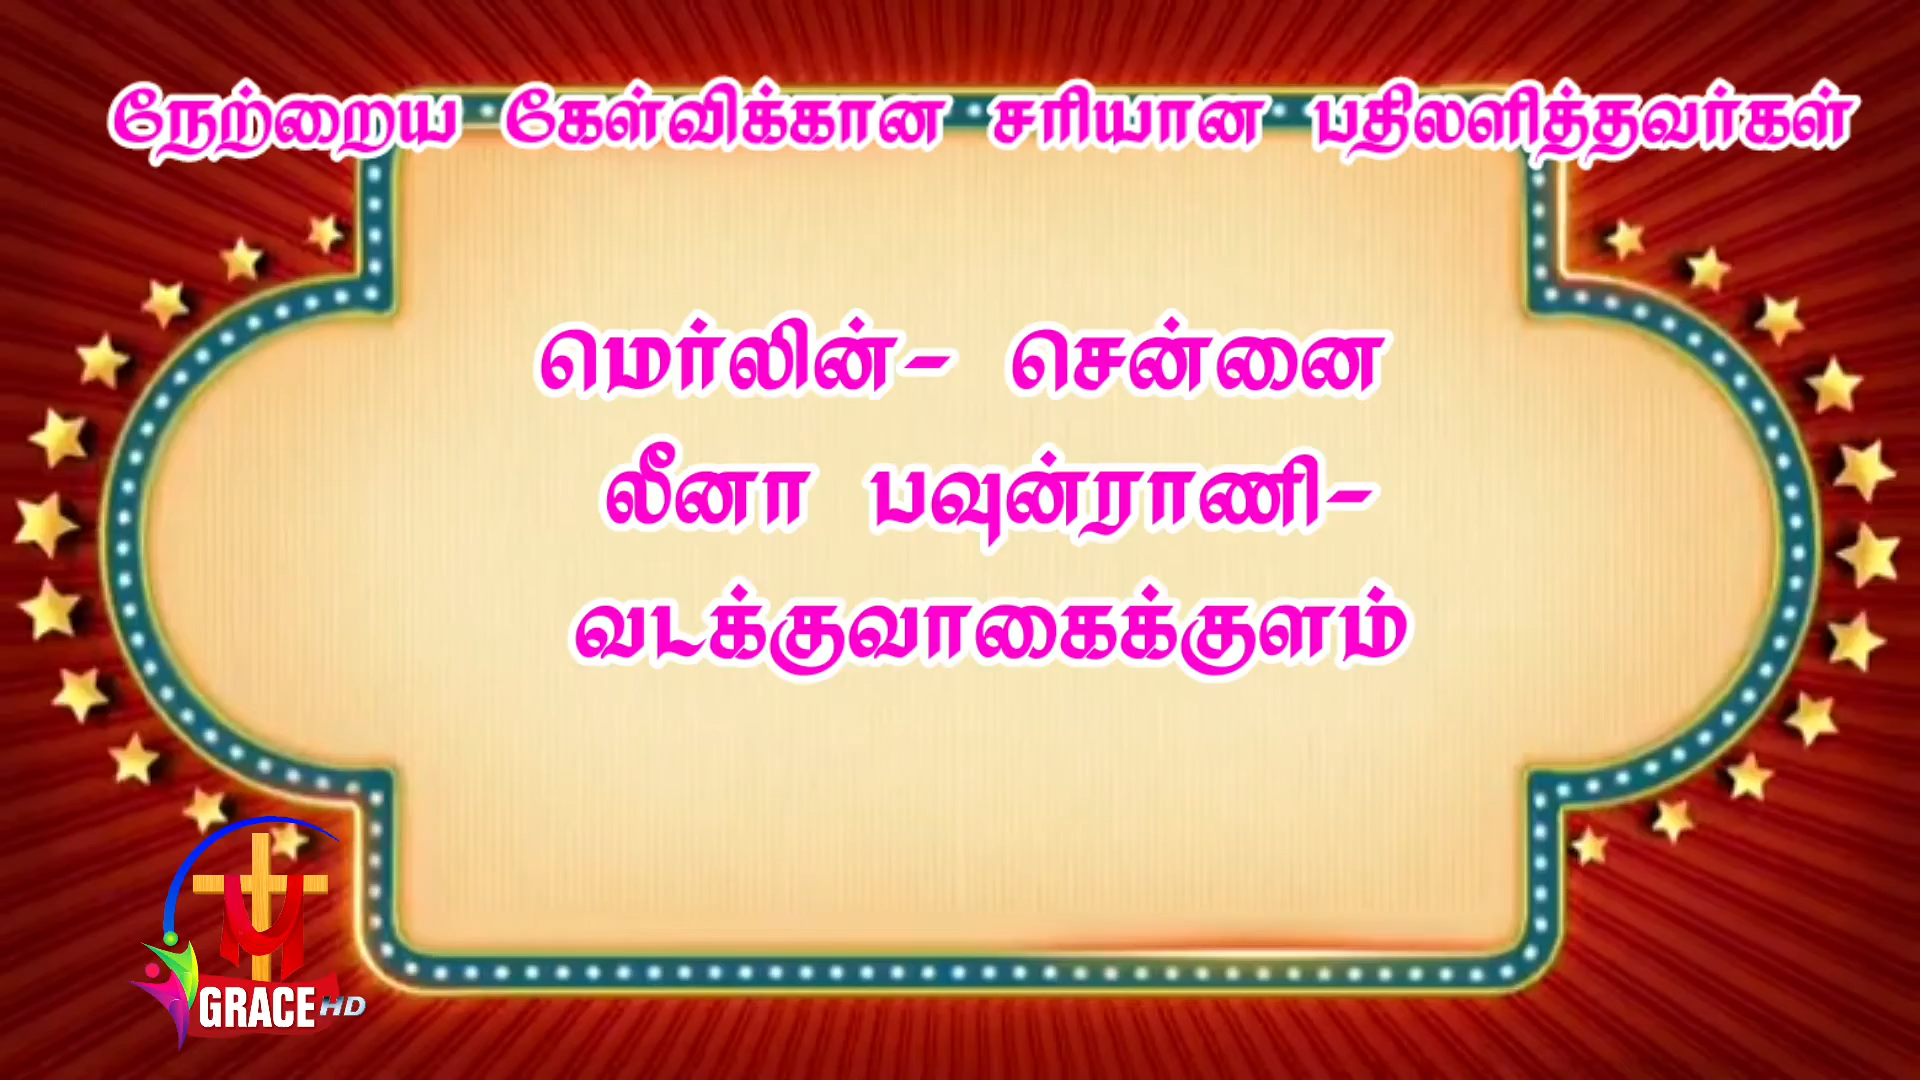 நேற்றைய கேள்விக்கான சரியான பதிலளித்தவர்கள்
மெர்லின்- சென்னை
லீனா பவுன்ராணி-
வடக்குவாகைக்குளம்
GRACE HD